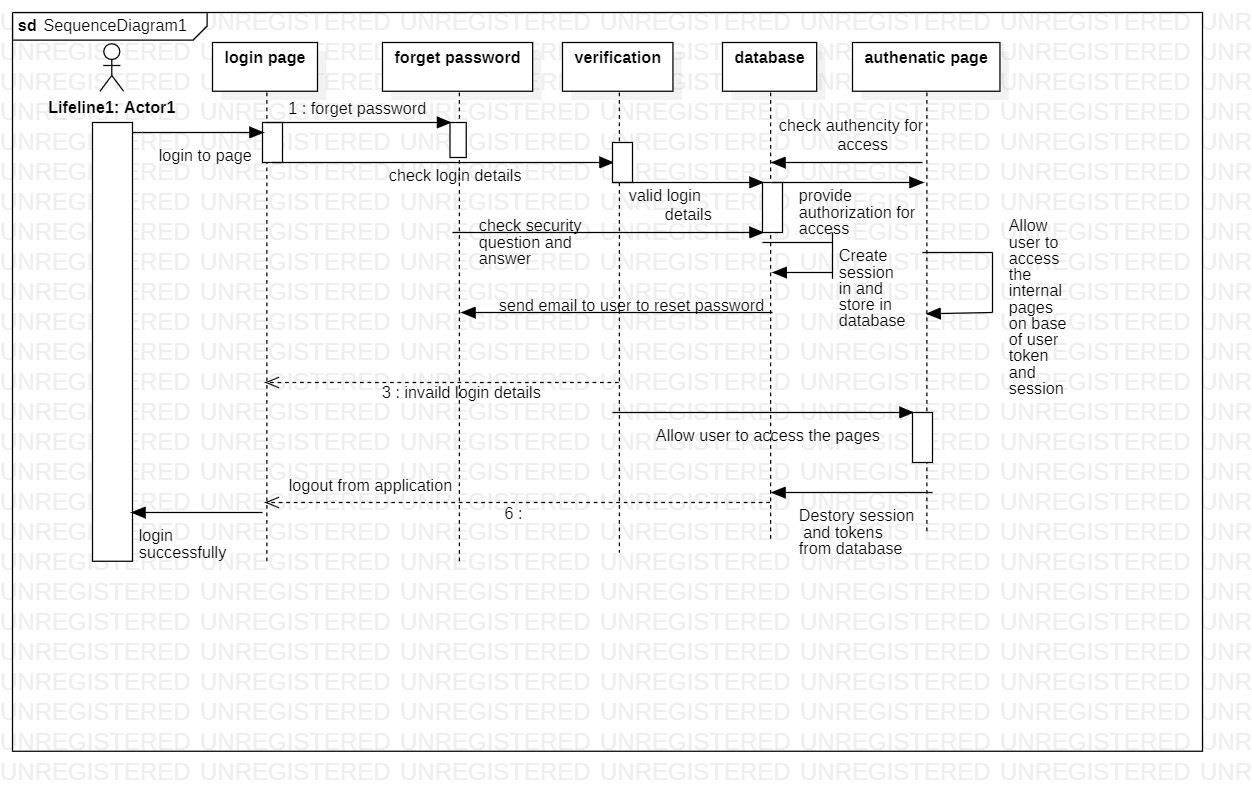 sd SequenceDiagram1
login page
forget password
verification
database
authenatic page
Lifeline1: Actor1
1 : forget password
check authencity for
access
login to page
check login details
valid login
details
provide
authorization for
access
check security
question and
answer
Allow
user to
access
the
internal
pages
on base
of user
token
and
session
Create
session
in and
store in
database
send email to user to reset password
3 : invaild login details
Allow user to access the pages
logout from application
6 :
Destory session
and tokens
from database
login
successfully
UNREGISTERED